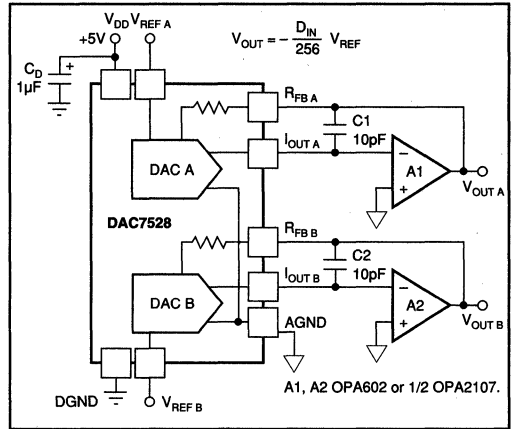 V_DD V_REF A
+5V
V_OUT = – D_IN / 256 V_REF
C_D
1µF
+
R_FB A
C1
10pF
I_OUT A
DAC A
–
+
A1
V_OUT A
DAC7528
R_FB B
C2
10pF
I_OUT B
DAC B
–
+
A2
V_OUT B
AGND
A1, A2 OPA602 or 1/2 OPA2107.
DGND
V_REF B